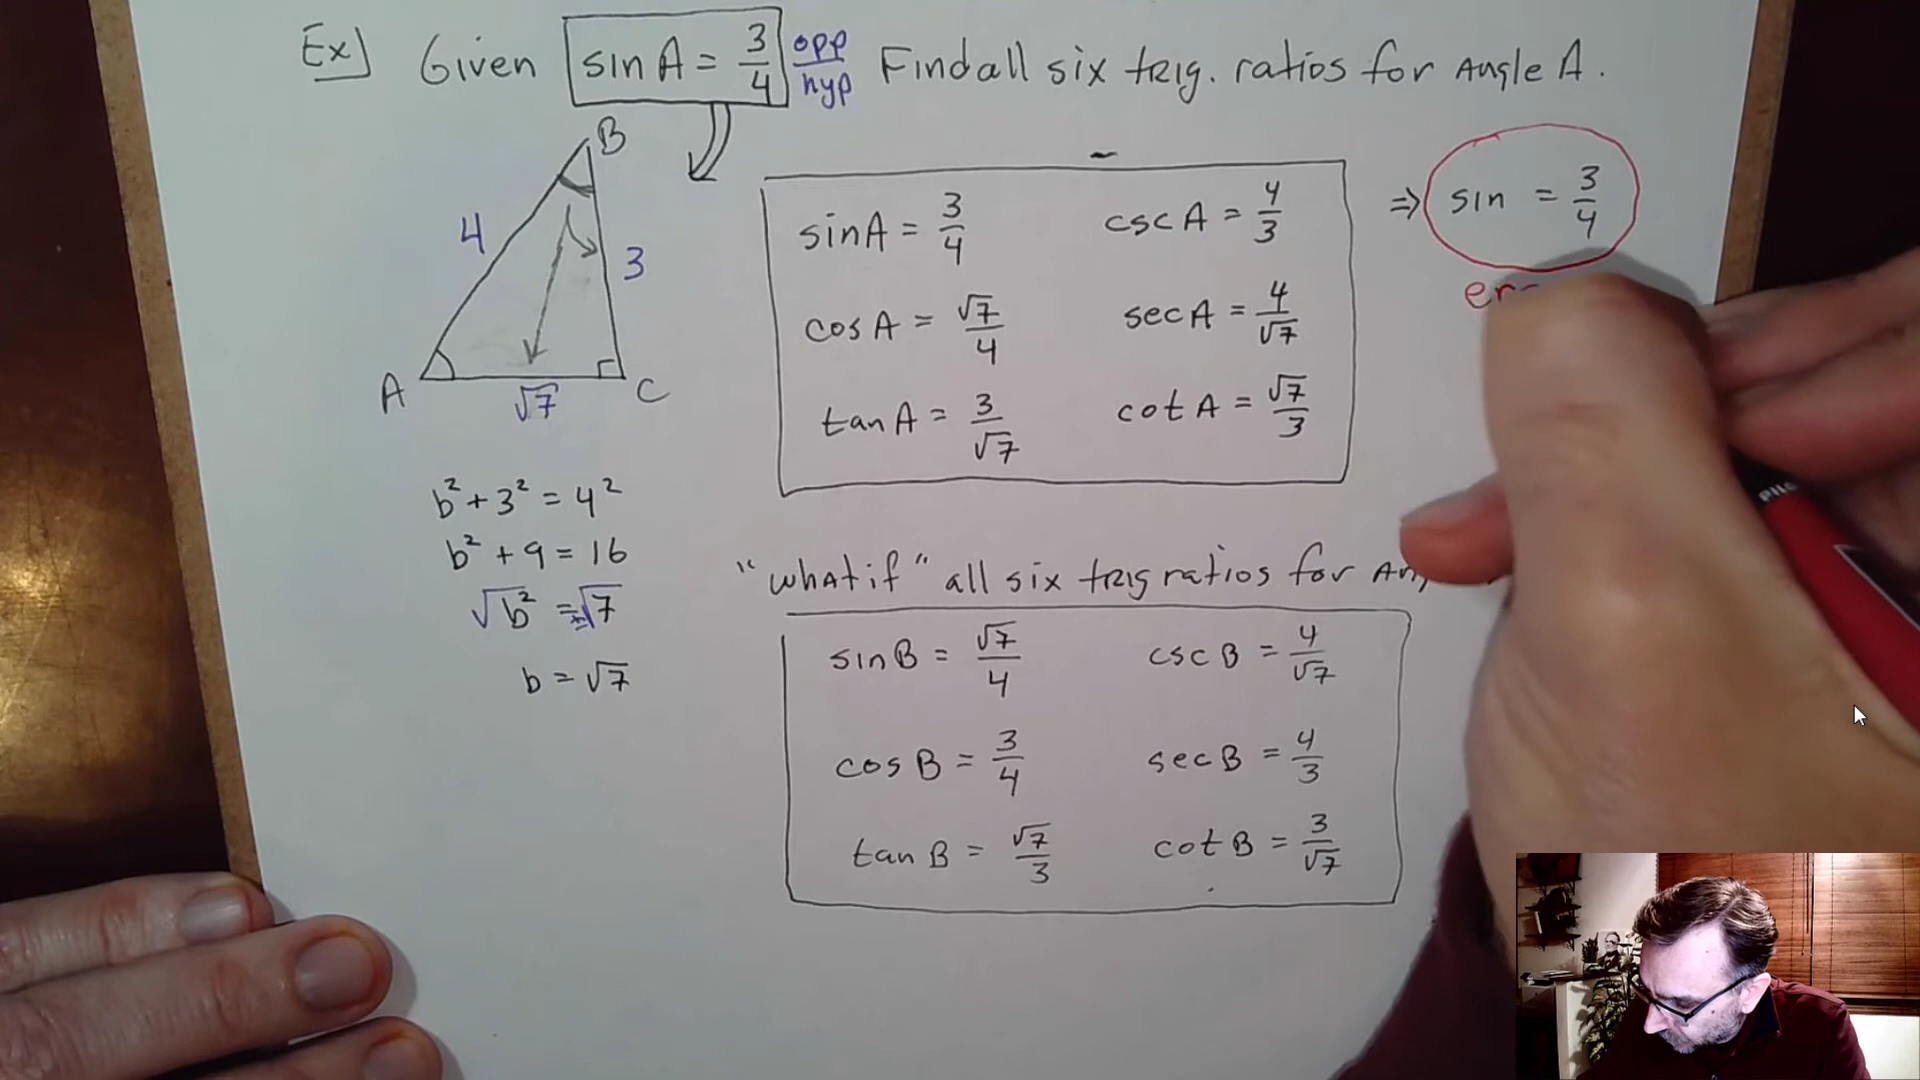 Ex] Given sin A = 3/4 opp/hyp Find all six trig. ratios for Angle A.
B
4
3
A
√7
C
b² + 3² = 4²
b² + 9 = 16
√b² = ±√7
b = √7
sin A = 3/4 csc A = 4/3
cos A = √7/4 sec A = 4/√7
tan A = 3/√7 cot A = √7/3
⇒ sin = 3/4
"what if" all six trig ratios for
sin B = √7/4 csc B = 4/√7
cos B = 3/4 sec B = 4/3
tan B = √7/3 cot B = 3/√7